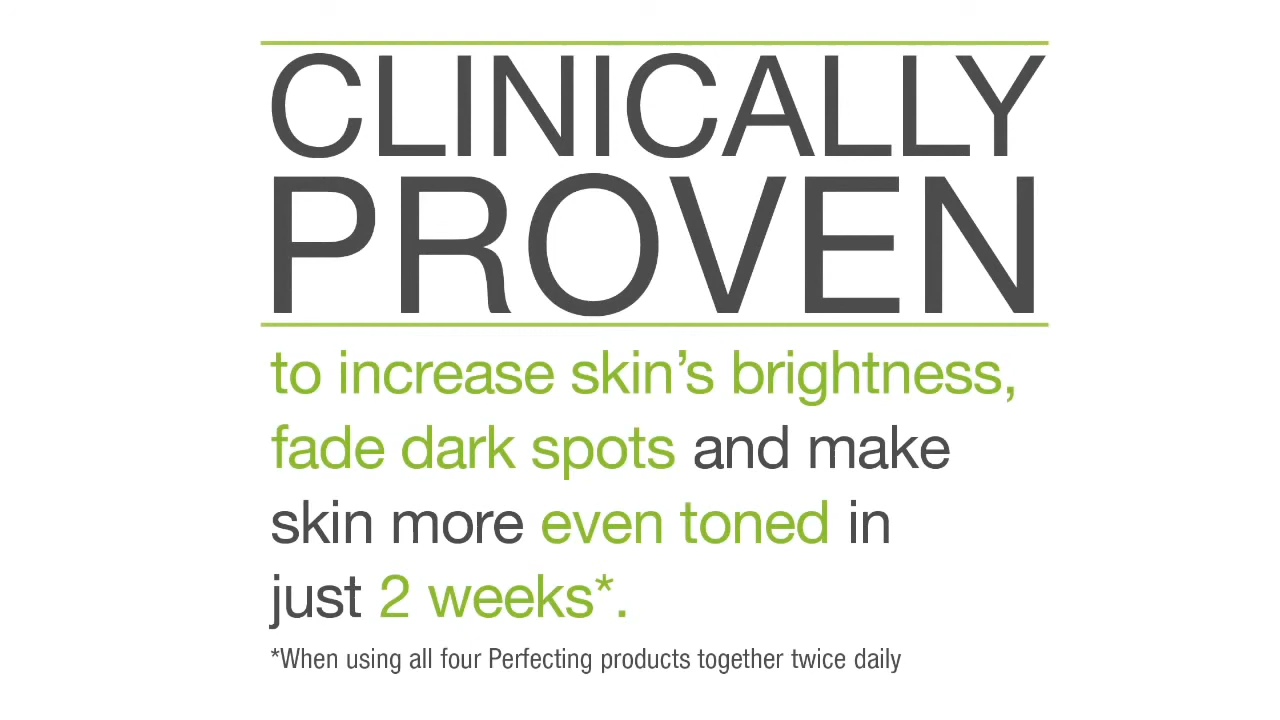 CLINICALLY
PROVEN
to increase skin’s brightness,
fade dark spots and make
skin more even toned in
just 2 weeks*.
*When using all four Perfecting products together twice daily